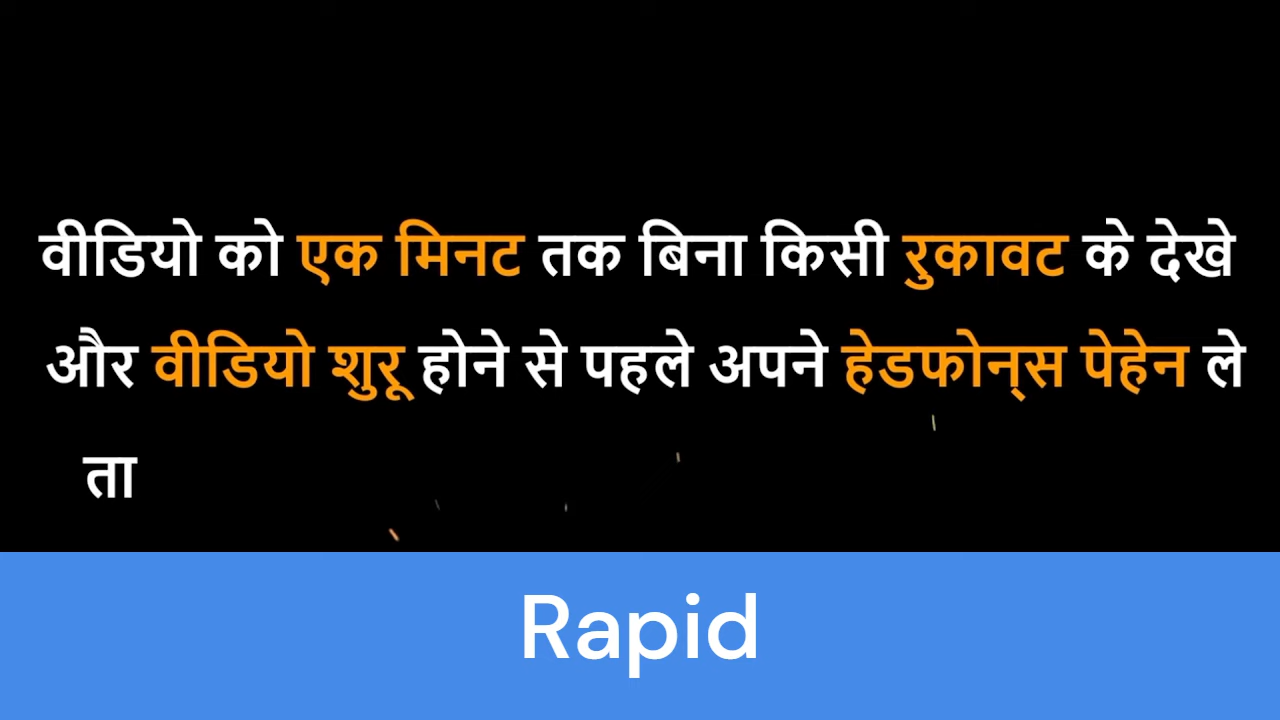 वीडियो को एक मिनट तक बिना किसी रुकावट के देखे
और वीडियो शुरू होने से पहले अपने हेडफोन्स पेहेन ले
ता
Rapid